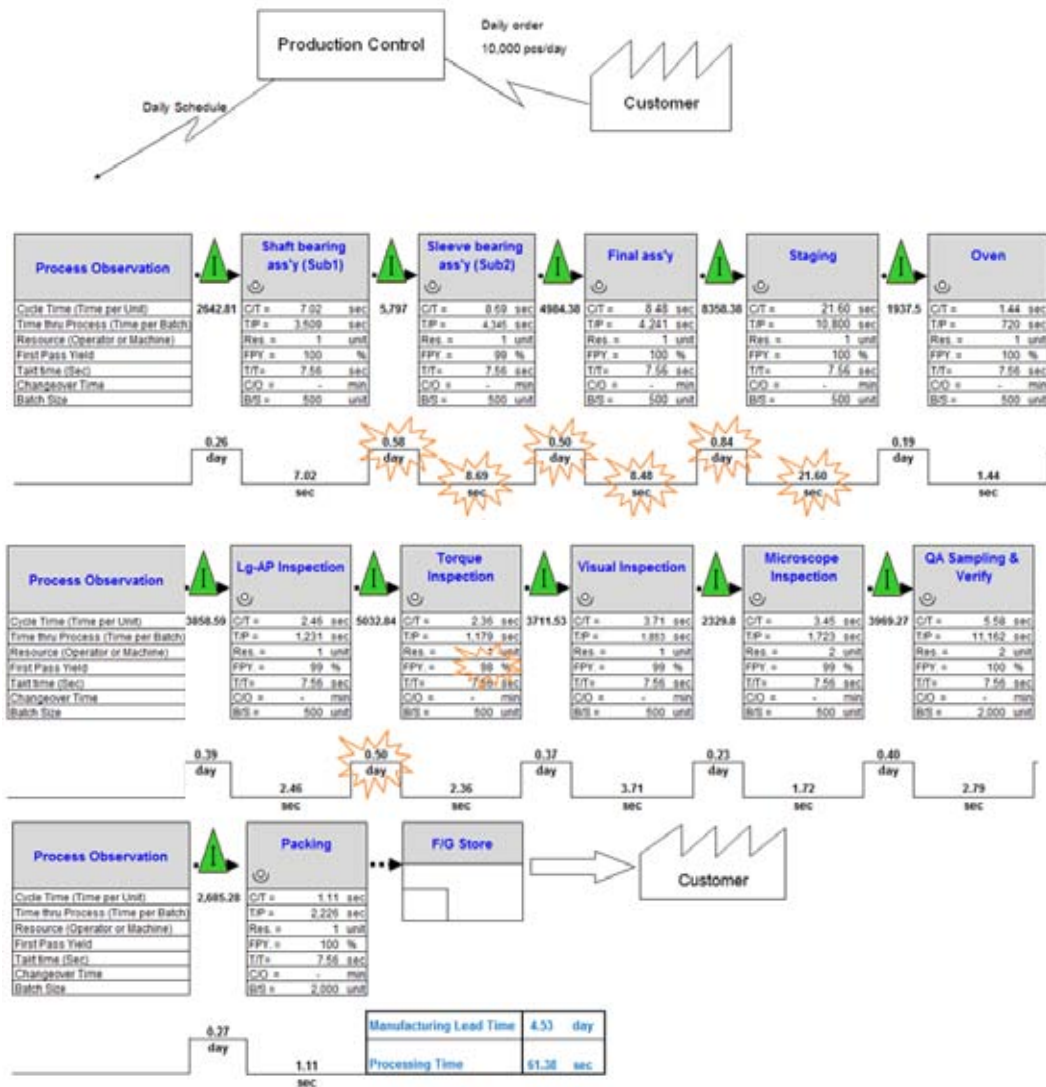 Daily order
10,000 pcs/day
Production Control
Customer
Daily Schedule
Process Observation
Cycle Time (Time per Unit)
Time thru Process (Time per Batch)
Resource (Operator or Machine)
First Pass Yield
Takt time (Sec)
Changeover Time
Batch Size
I
2642.81
Shaft bearing
ass'y (Sub1)
C/T = 7.02 sec
T/P = 3,509 sec
Res. = 1 unit
FPY. = 100 %
T/T= 7.56 sec
C/O = - min
B/S = 500 unit
I
5,797
Sleeve bearing
ass'y (Sub2)
C/T = 8.69 sec
T/P = 4,345 sec
Res. = 1 unit
FPY. = 99 %
T/T= 7.56 sec
C/O = - min
B/S = 500 unit
I
4984.38
Final ass'y
C/T = 8.48 sec
T/P = 4,241 sec
Res. = 1 unit
FPY. = 100 %
T/T= 7.56 sec
C/O = - min
B/S = 500 unit
I
8358.38
Staging
C/T = 21.60 sec
T/P = 10,800 sec
Res. = 1 unit
FPY. = 100 %
T/T= 7.56 sec
C/O = - min
B/S = 500 unit
I
1937.5
Oven
C/T = 1.44 sec
T/P = 720 sec
Res. = 1 unit
FPY. = 100 %
T/T= 7.56 sec
C/O = - min
B/S = 500 unit
0.26
day
7.02
sec
0.58
day
8.69
sec
0.50
day
8.48
sec
0.84
day
21.60
sec
0.19
day
1.44
sec
Process Observation
Cycle Time (Time per Unit)
Time thru Process (Time per Batch)
Resource (Operator or Machine)
First Pass Yield
Takt time (Sec)
Changeover Time
Batch Size
I
3858.59
Lg-AP Inspection
C/T = 2.46 sec
T/P = 1,231 sec
Res. = 1 unit
FPY. = 99 %
T/T= 7.56 sec
C/O = - min
B/S = 500 unit
I
5032.84
Torque
Inspection
C/T = 2.36 sec
T/P = 1,179 sec
Res. = 1 unit
FPY. = 98 %
T/T= 7.56 sec
C/O = - min
B/S = 500 unit
I
3711.53
Visual Inspection
C/T = 3.71 sec
T/P = 1,853 sec
Res. = 1 unit
FPY. = 99 %
T/T= 7.56 sec
C/O = - min
B/S = 500 unit
I
2329.8
Microscope
Inspection
C/T = 3.45 sec
T/P = 1,723 sec
Res. = 2 unit
FPY. = 99 %
T/T= 7.56 sec
C/O = - min
B/S = 500 unit
I
3969.27
QA Sampling &
Verify
C/T = 5.58 sec
T/P = 11,162 sec
Res. = 2 unit
FPY. = 100 %
T/T= 7.56 sec
C/O = - min
B/S = 2,000 unit
0.39
day
2.46
sec
0.50
day
2.36
sec
0.37
day
3.71
sec
0.23
day
1.72
sec
0.40
day
2.79
sec
Process Observation
Cycle Time (Time per Unit)
Time thru Process (Time per Batch)
Resource (Operator or Machine)
First Pass Yield
Takt time (Sec)
Changeover Time
Batch Size
I
2,685.28
Packing
C/T = 1.11 sec
T/P = 2,226 sec
Res. = 1 unit
FPY. = 100 %
T/T= 7.56 sec
C/O = - min
B/S = 2,000 unit
F/G Store
Customer
0.27
day
1.11
sec
Manufacturing Lead Time 4.53 day
Processing Time 61.38 sec